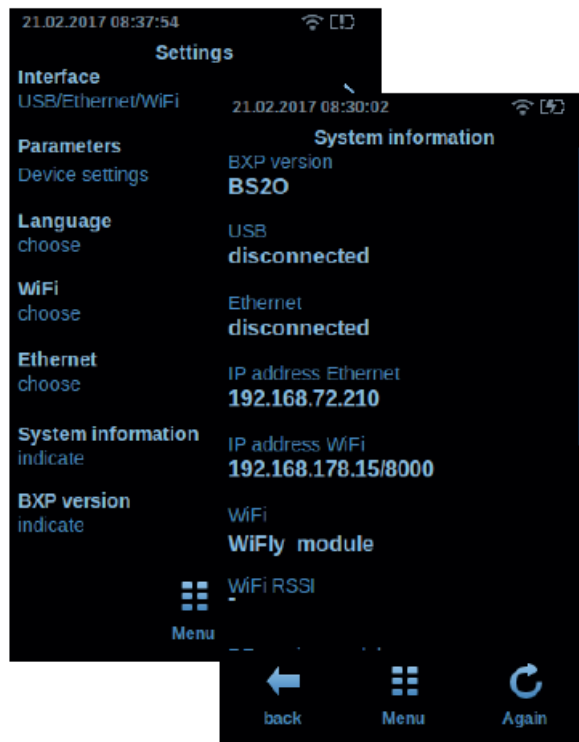 21.02.2017 08:37:54
Settings
Interface
USB/Ethernet/WiFi
Parameters
Device settings
Language
choose
WiFi
choose
Ethernet
choose
System information
indicate
BXP version
indicate
Menu
21.02.2017 08:30:02
System information
BXP version
BS2O
USB
disconnected
Ethernet
disconnected
IP address Ethernet
192.168.72.210
IP address WiFi
192.168.178.15/8000
WiFi
WiFly module
WiFi RSSI
-
back
Menu
Again